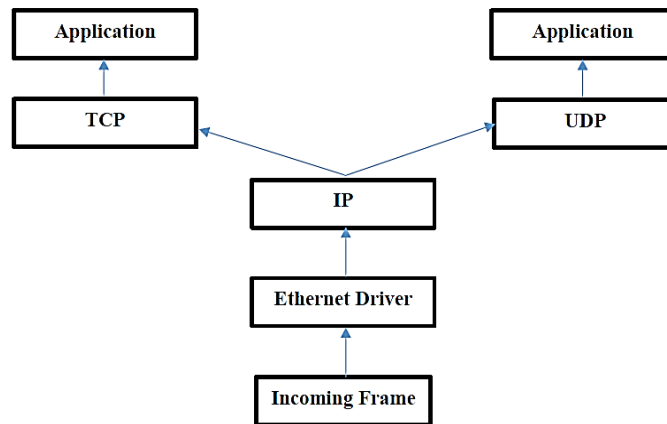 Application
Application
TCP
UDP
IP
Ethernet Driver
Incoming Frame